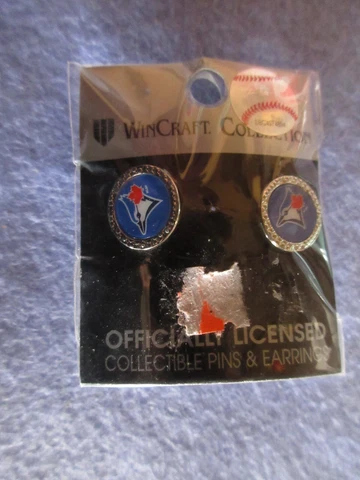 WINCRAFT. COLLECTION
OFFICIALLY LICENSED
COLLECTIBLE PINS & EARRINGS